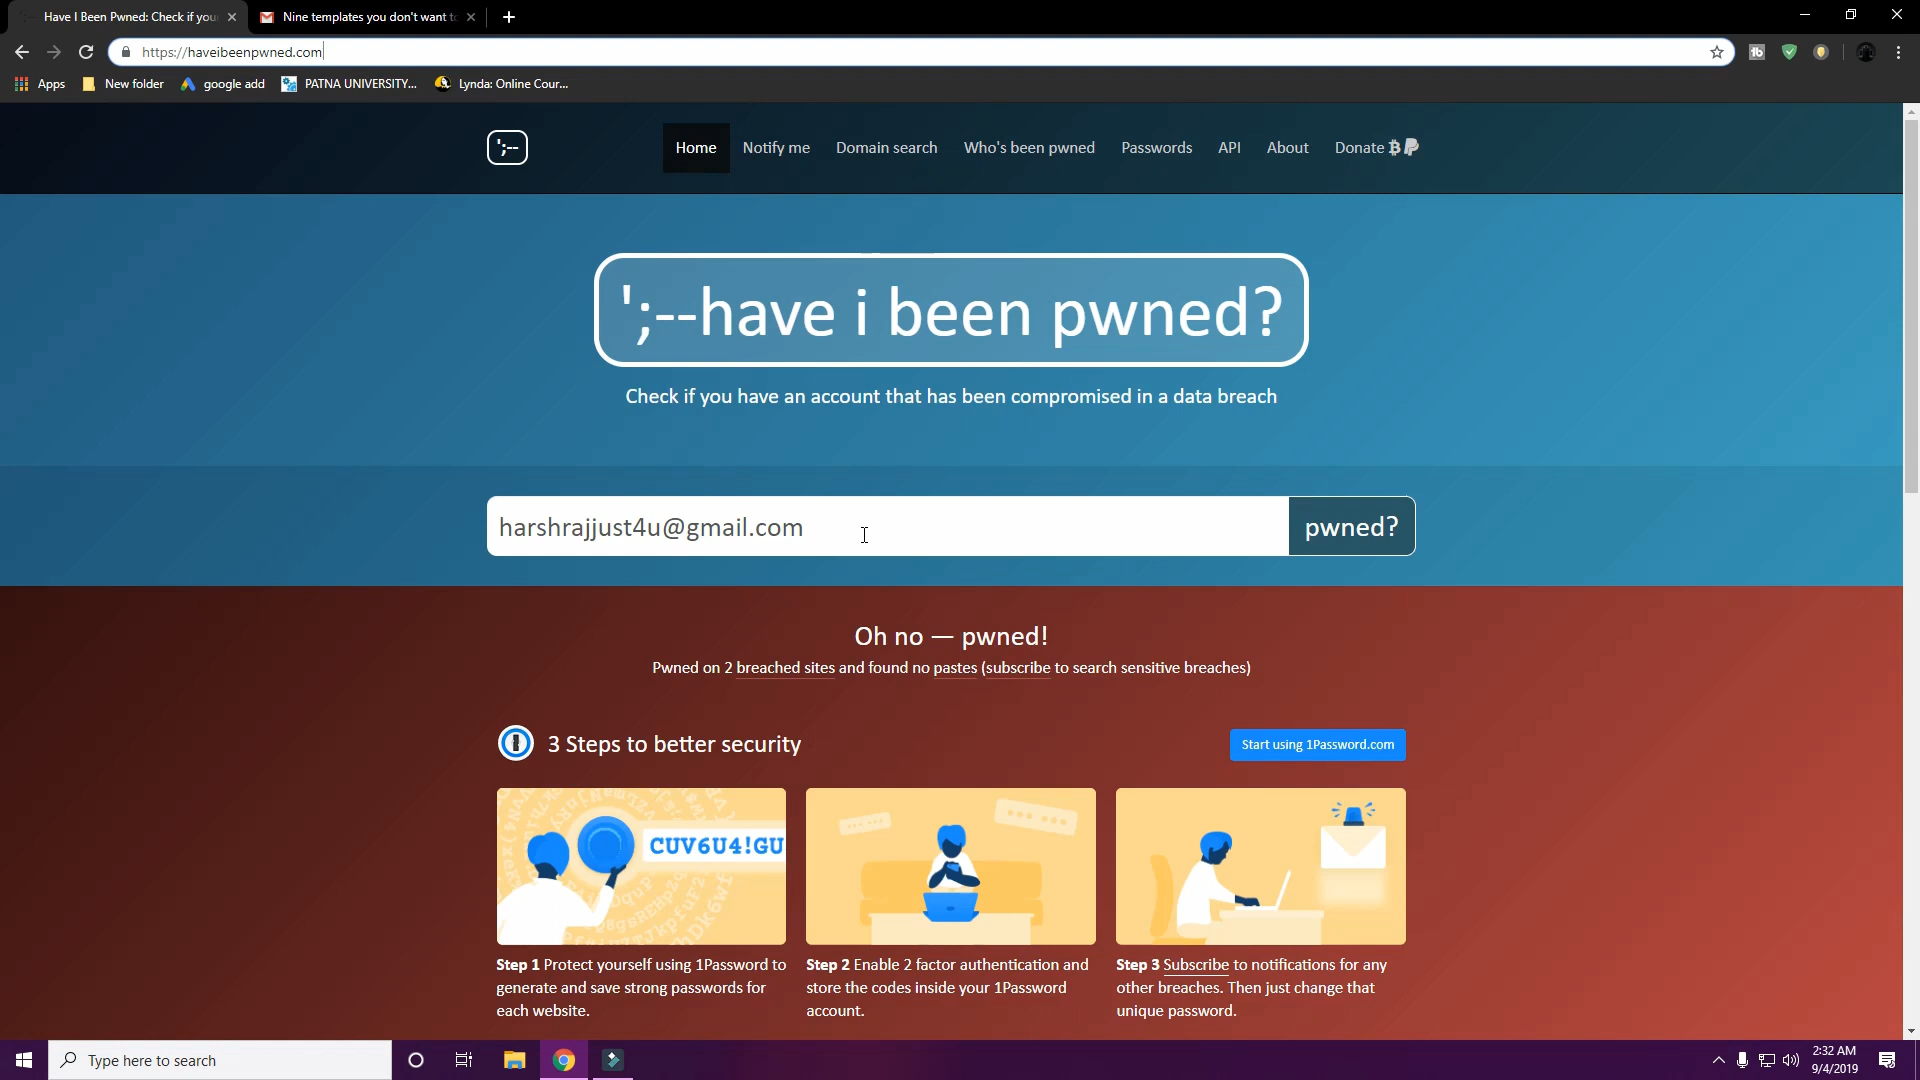 Have I Been Pwned: Check if you
Nine templates you don't want to
https://haveibeenpwned.com
Apps
New folder
google add
PATNA UNIVERSITY...
Lynda: Online Cour...
';--
Home
Notify me
Domain search
Who's been pwned
Passwords
API
About
Donate
';--have i been pwned?
Check if you have an account that has been compromised in a data breach
harshrajjust4u@gmail.com
pwned?
Oh no — pwned!
Pwned on 2 breached sites and found no pastes (subscribe to search sensitive breaches)
3 Steps to better security
Start using 1Password.com
CUV6U4!GU
Step 1 Protect yourself using 1Password to
generate and save strong passwords for
each website.
Step 2 Enable 2 factor authentication and
store the codes inside your 1Password
account.
Step 3 Subscribe to notifications for any
other breaches. Then just change that
unique password.
Type here to search
2:32 AM
9/4/2019